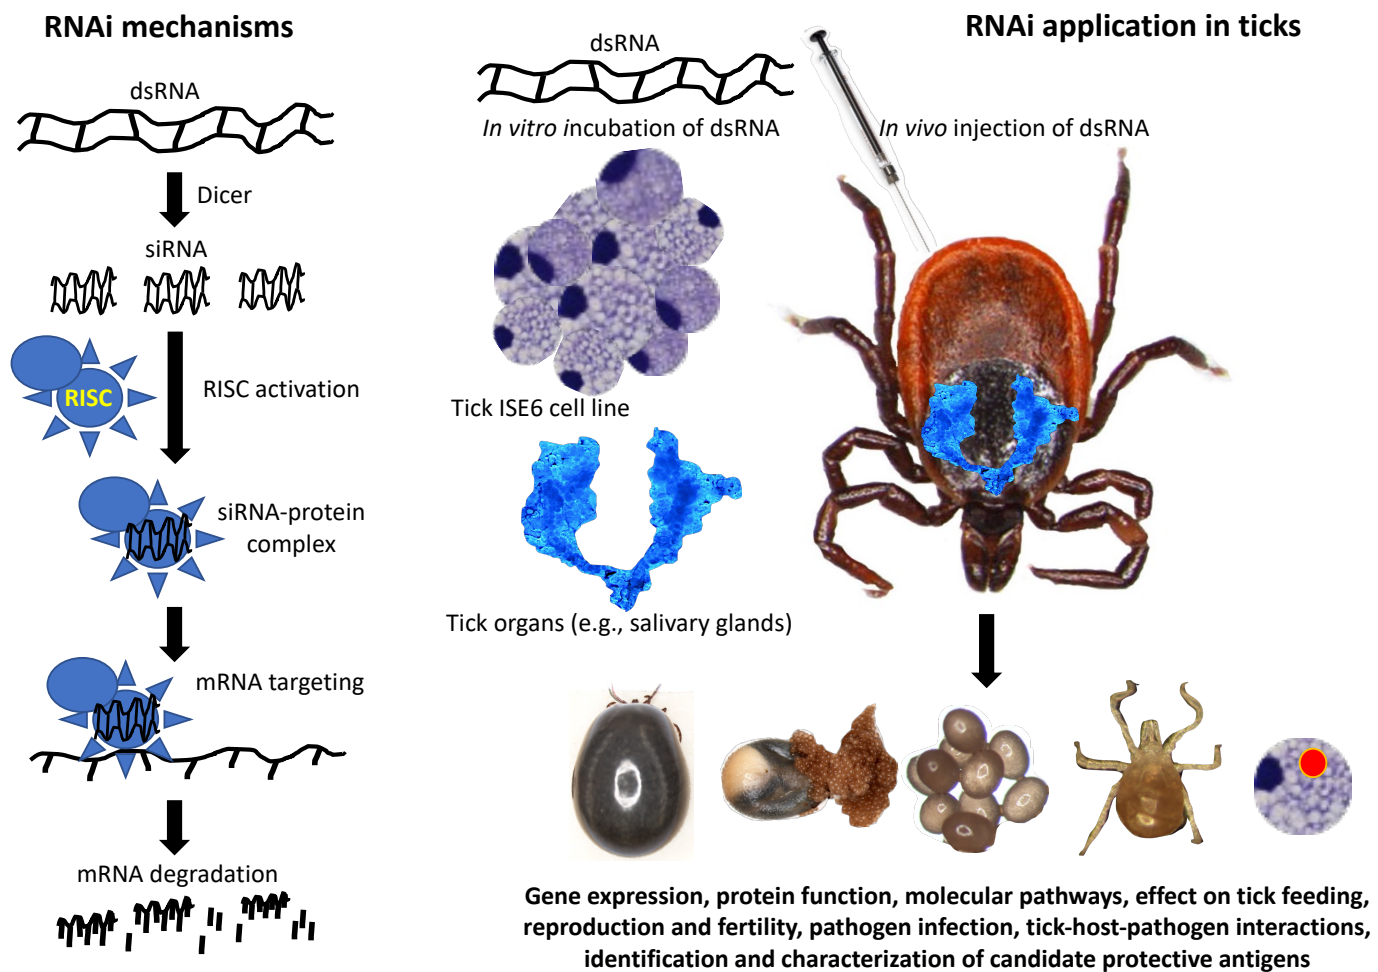 RNAi mechanisms
dsRNA
Dicer
siRNA
RISC
RISC activation
siRNA-protein
complex
mRNA targeting
mRNA degradation
RNAi application in ticks
dsRNA
In vitro incubation of dsRNA
In vivo injection of dsRNA
Tick ISE6 cell line
Tick organs (e.g., salivary glands)
Gene expression, protein function, molecular pathways, effect on tick feeding,
reproduction and fertility, pathogen infection, tick-host-pathogen interactions,
identification and characterization of candidate protective antigens